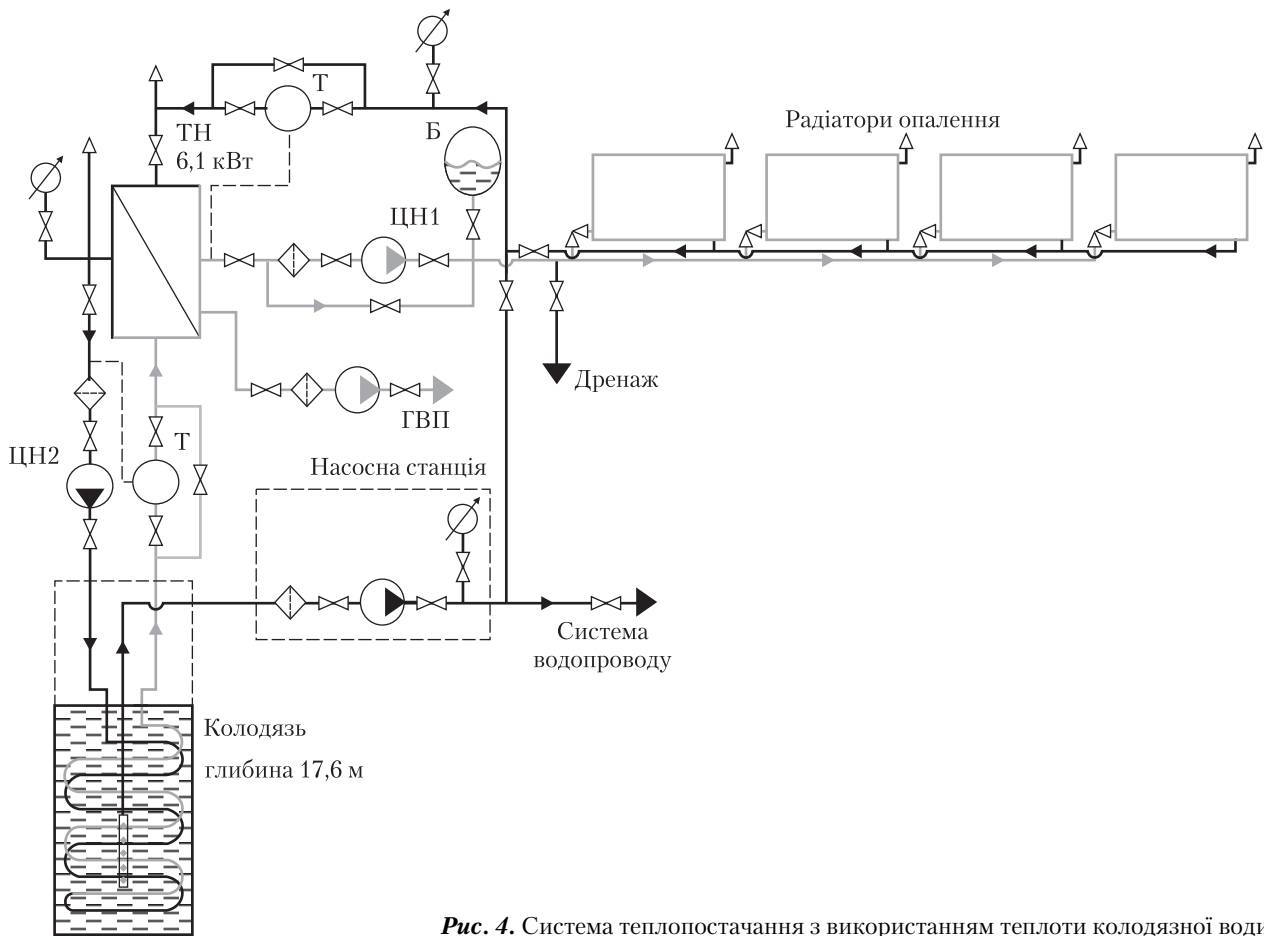 Т
Б
ТН
6,1 кВт
Радіатори опалення
ЦН1
Дренаж
ГВП
Т
ЦН2
Насосна станція
Система
водопроводу
Колодязь
глибина 17,6 м
Рис. 4. Система теплопостачання з використанням теплоти колодязної води